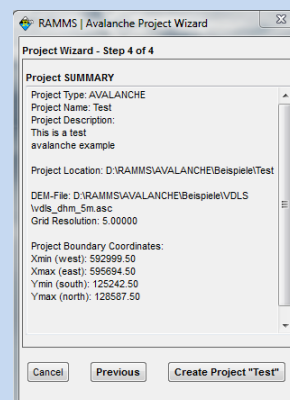 RAMMS | Avalanche Project Wizard
Project Wizard - Step 4 of 4
Project SUMMARY
Project Type: AVALANCHE
Project Name: Test
Project Description:
This is a test
avalanche example
Project Location: D:\RAMMS\AVALANCHE\Beispiele\Test
DEM-File: D:\RAMMS\AVALANCHE\Beispiele\VDLS
\vdls_dhm_5m.asc
Grid Resolution: 5.00000
Project Boundary Coordinates:
Xmin (west): 592999.50
Xmax (east): 595694.50
Ymin (south): 125242.50
Ymax (north): 128587.50
Cancel Previous Create Project "Test"